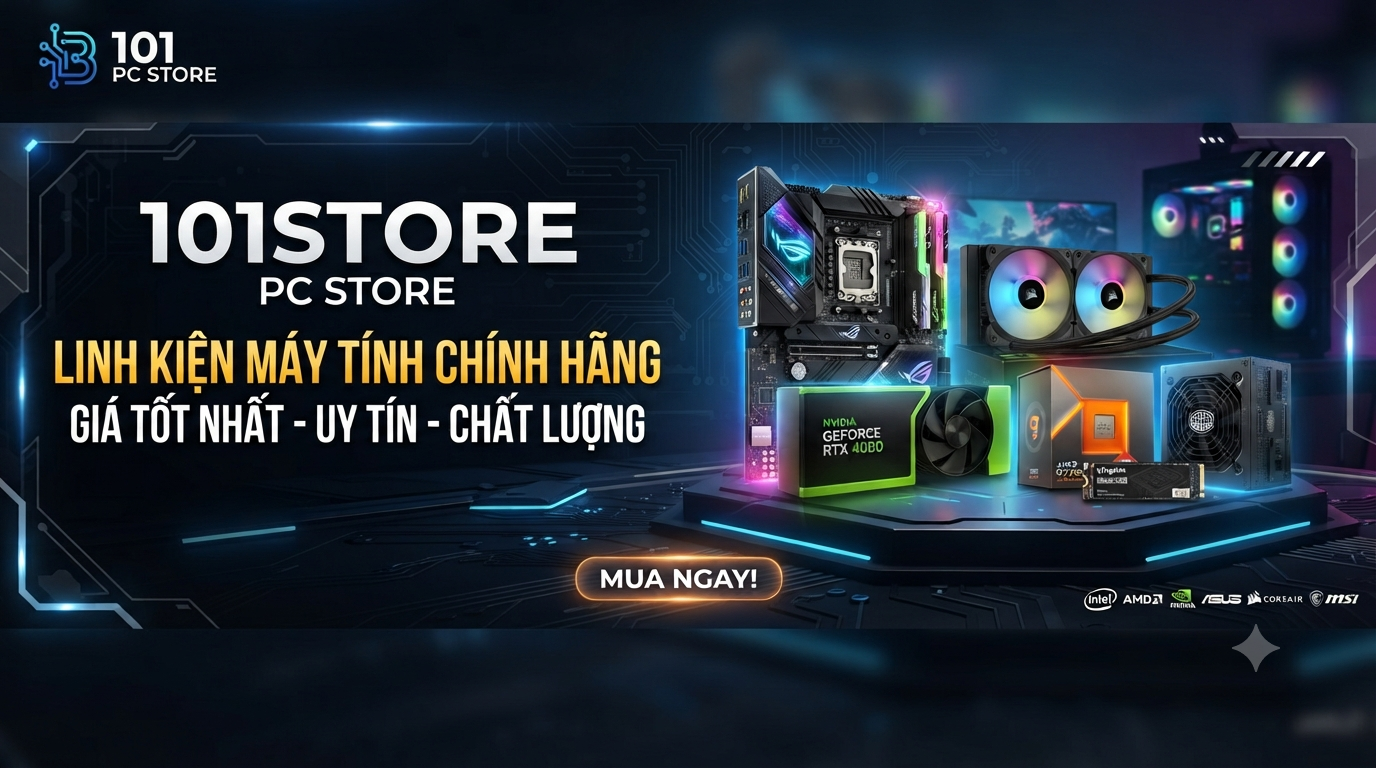 101
PC STORE
101STORE
PC STORE
LINH KIỆN MÁY TÍNH CHÍNH HÃNG
GIÁ TỐT NHẤT - UY TÍN - CHẤT LƯỢNG
NVIDIA
GEFORCE
RTX 4080
MUA NGAY!
intel AMD NVIDIA ASUS CORSAIR msi